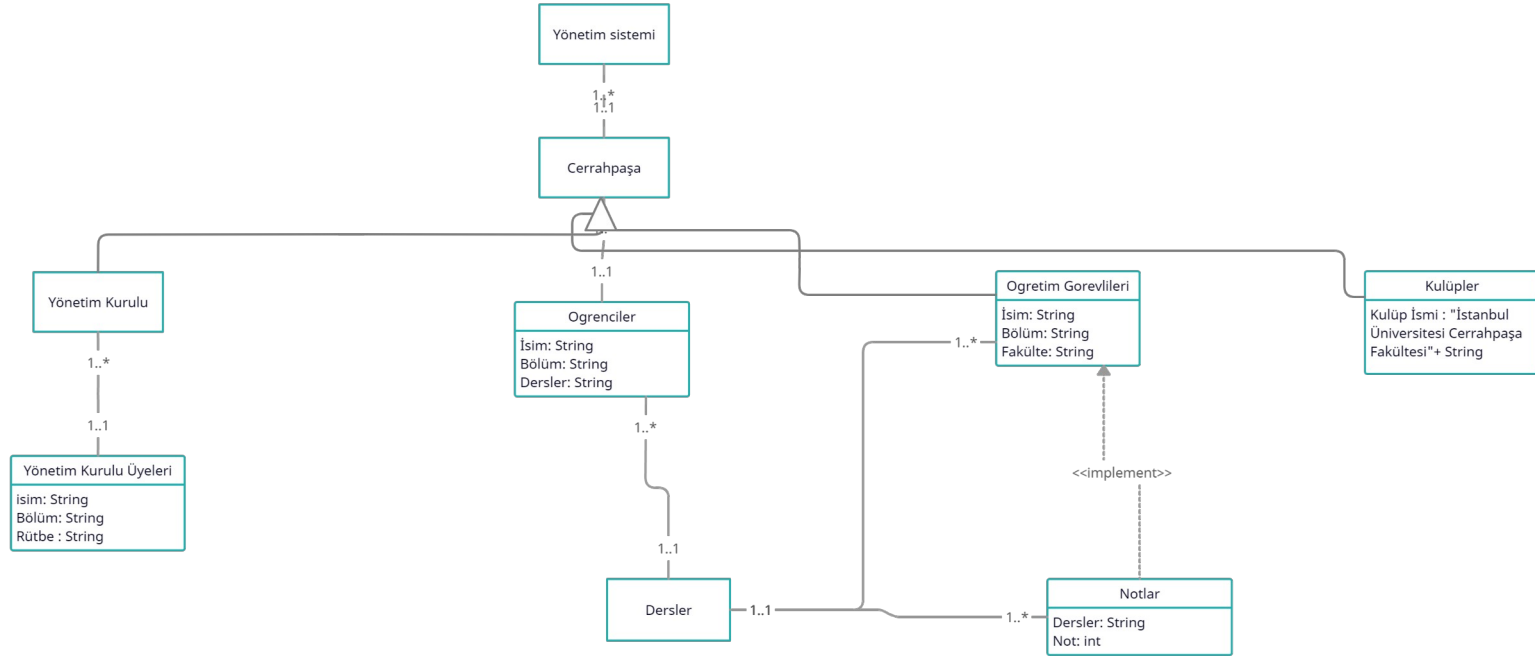 Yönetim sistemi
1..*
1..1
Cerrahpaşa
1..1
Yönetim Kurulu
1..*
1..1
Yönetim Kurulu Üyeleri
isim: String
Bölüm: String
Rütbe : String
Ogrenciler
İsim: String
Bölüm: String
Dersler: String
1..*
1..1
Ogretim Gorevlileri
İsim: String
Bölüm: String
Fakülte: String
1..*
Kulüpler
Kulüp İsmi : "İstanbul
Üniversitesi Cerrahpaşa
Fakültesi"+ String
<<implement>>
Dersler
1..1
1..*
Notlar
Dersler: String
Not: int